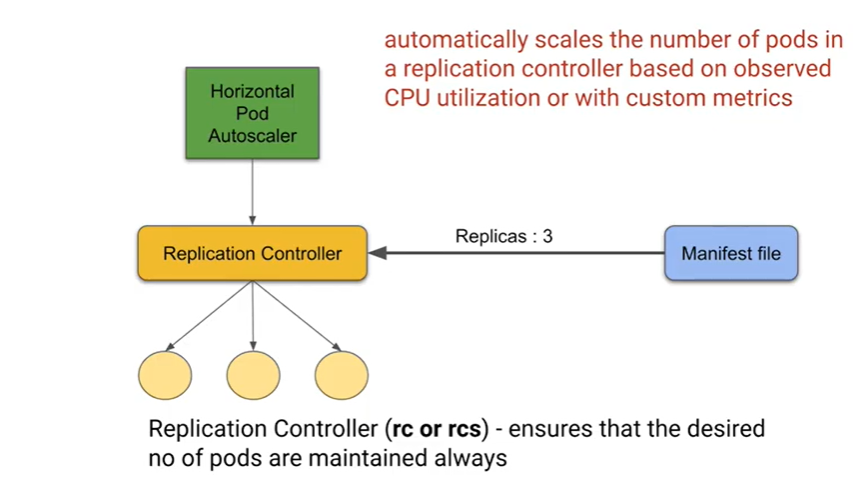 automatically scales the number of pods in
a replication controller based on observed
CPU utilization or with custom metrics
Horizontal
Pod
Autoscaler
Replication Controller
Replicas : 3
Manifest file
Replication Controller (rc or rcs) - ensures that the desired
no of pods are maintained always